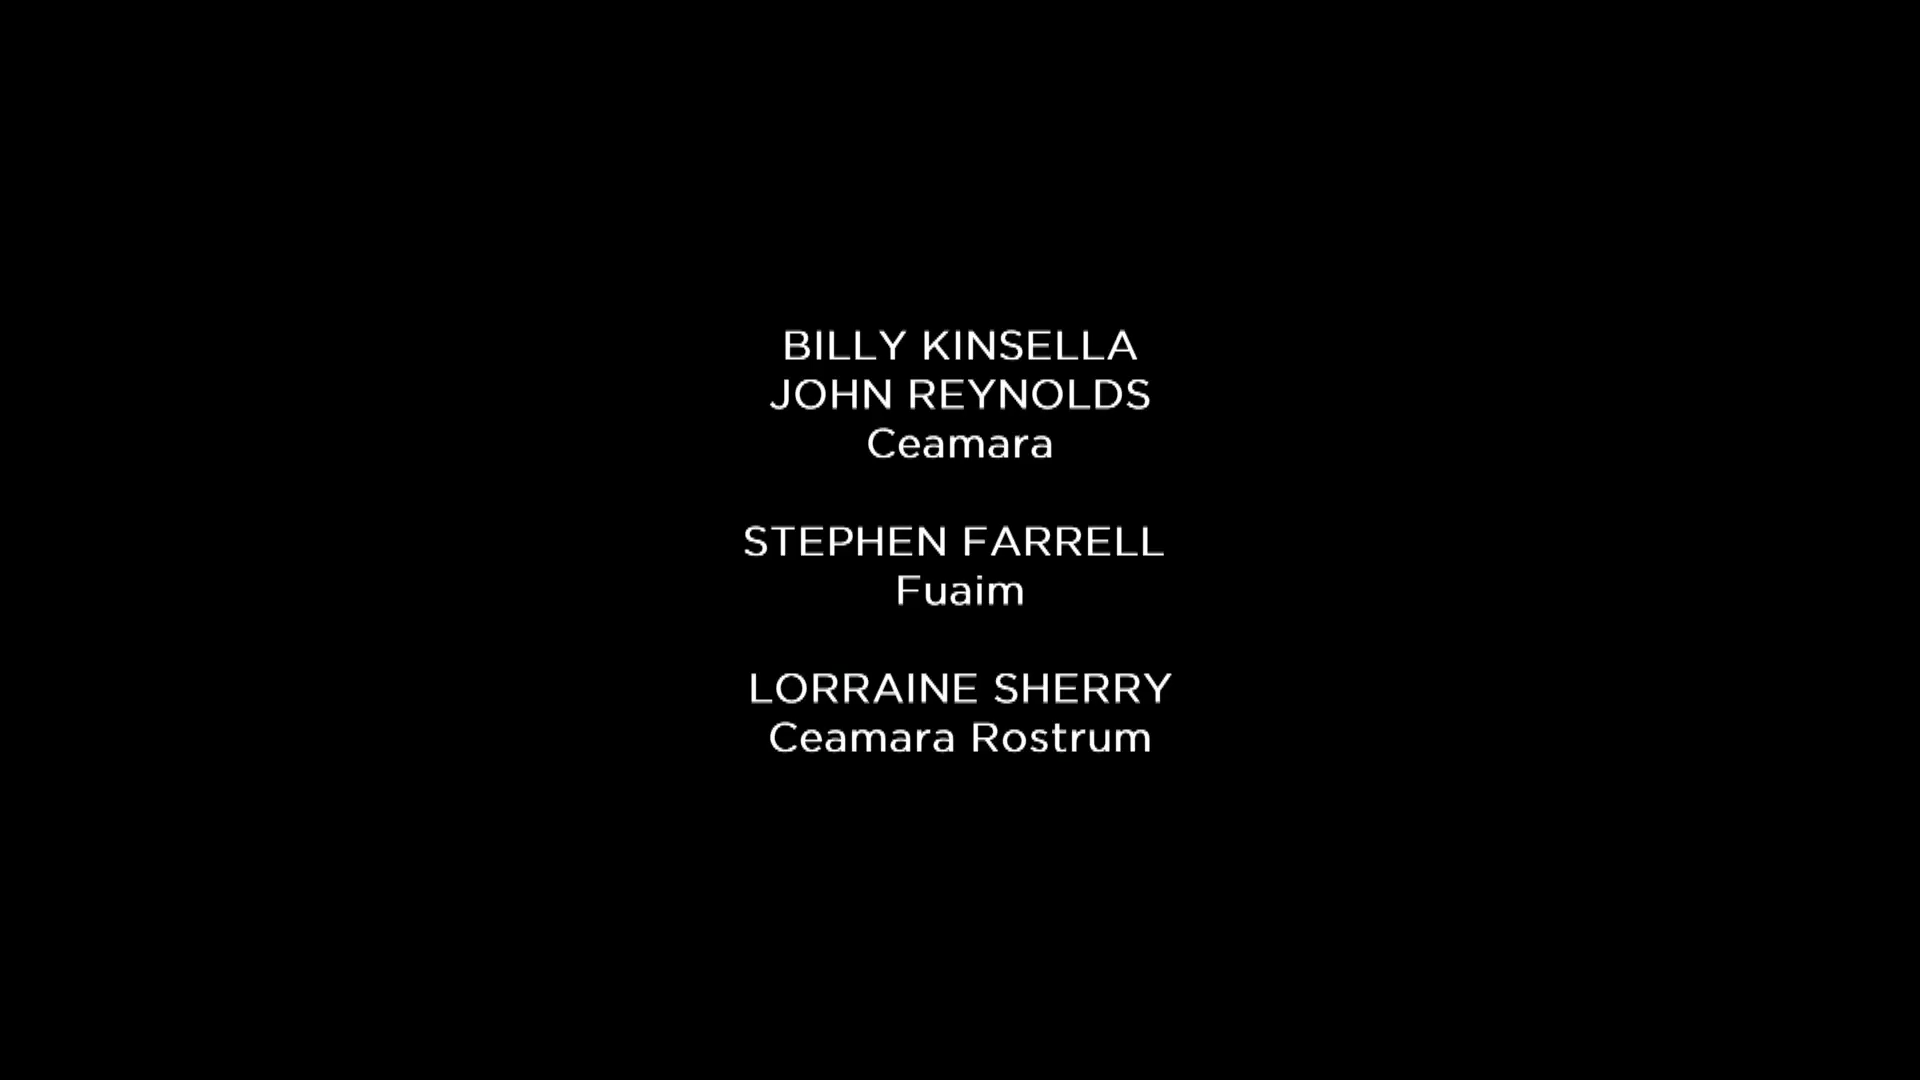 BILLY KINSELLA
JOHN REYNOLDS
Ceamara
STEPHEN FARRELL
Fuaim
LORRAINE SHERRY
Ceamara Rostrum